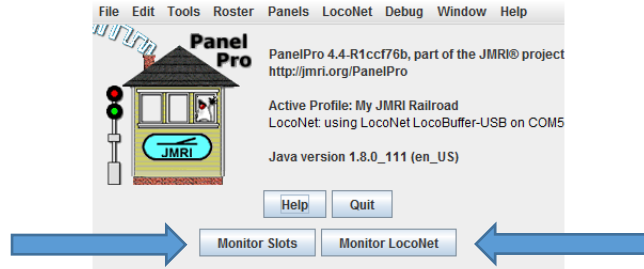 File Edit Tools Roster Panels LocoNet Debug Window Help
Panel
Pro
PanelPro 4.4-R1ccf76b, part of the JMRI® project
http://jmri.org/PanelPro
Active Profile: My JMRI Railroad
LocoNet: using LocoNet LocoBuffer-USB on COM5
JMRI
Java version 1.8.0_111 (en_US)
Help Quit
Monitor Slots Monitor LocoNet